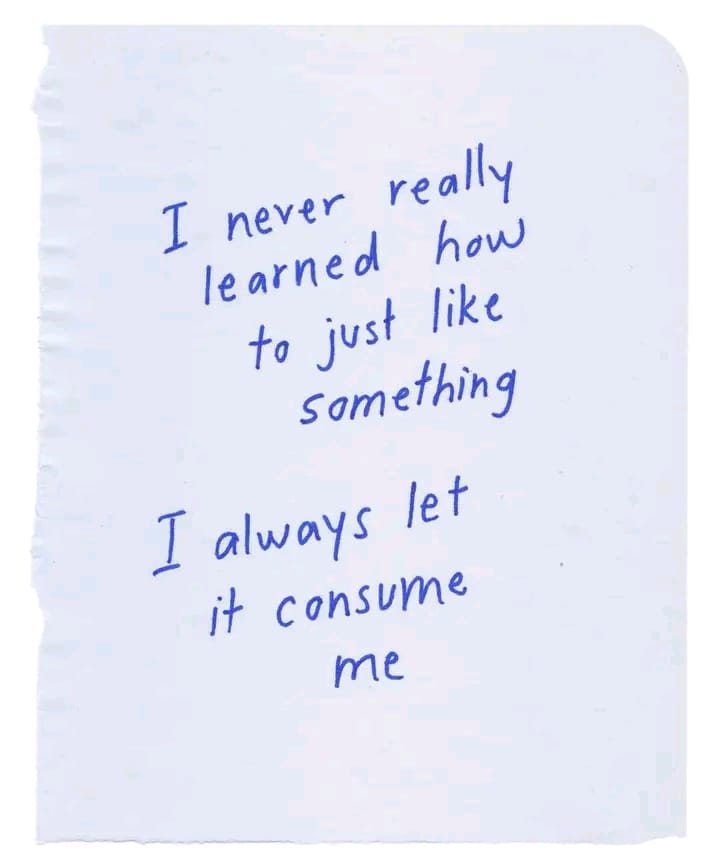 I never really
learned how
to just like
something
I always let
it consume
me